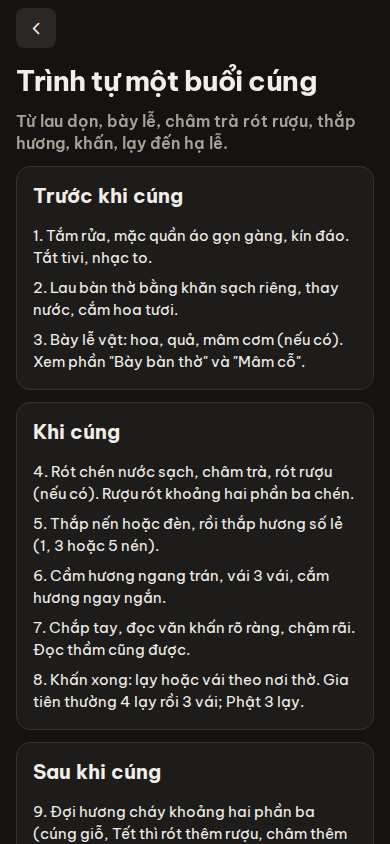 Trình tự một buổi cúng
Từ lau dọn, bày lễ, châm trà rót rượu, thắp
hương, khấn, lạy đến hạ lễ.
Trước khi cúng
1. Tắm rửa, mặc quần áo gọn gàng, kín đáo.
Tắt tivi, nhạc to.
2. Lau bàn thờ bằng khăn sạch riêng, thay
nước, cắm hoa tươi.
3. Bày lễ vật: hoa, quả, mâm cơm (nếu có).
Xem phần "Bày bàn thờ" và "Mâm cỗ".
Khi cúng
4. Rót chén nước sạch, châm trà, rót rượu
(nếu có). Rượu rót khoảng hai phần ba chén.
5. Thắp nến hoặc đèn, rồi thắp hương số lẻ
(1, 3 hoặc 5 nén).
6. Cầm hương ngang trán, vái 3 vái, cắm
hương ngay ngắn.
7. Chắp tay, đọc văn khấn rõ ràng, chậm rãi.
Đọc thầm cũng được.
8. Khấn xong: lạy hoặc vái theo nơi thờ. Gia
tiên thường 4 lạy rồi 3 vái; Phật 3 lạy.
Sau khi cúng
9. Đợi hương cháy khoảng hai phần ba
(cúng giỗ, Tết thì rót thêm rượu, châm thêm